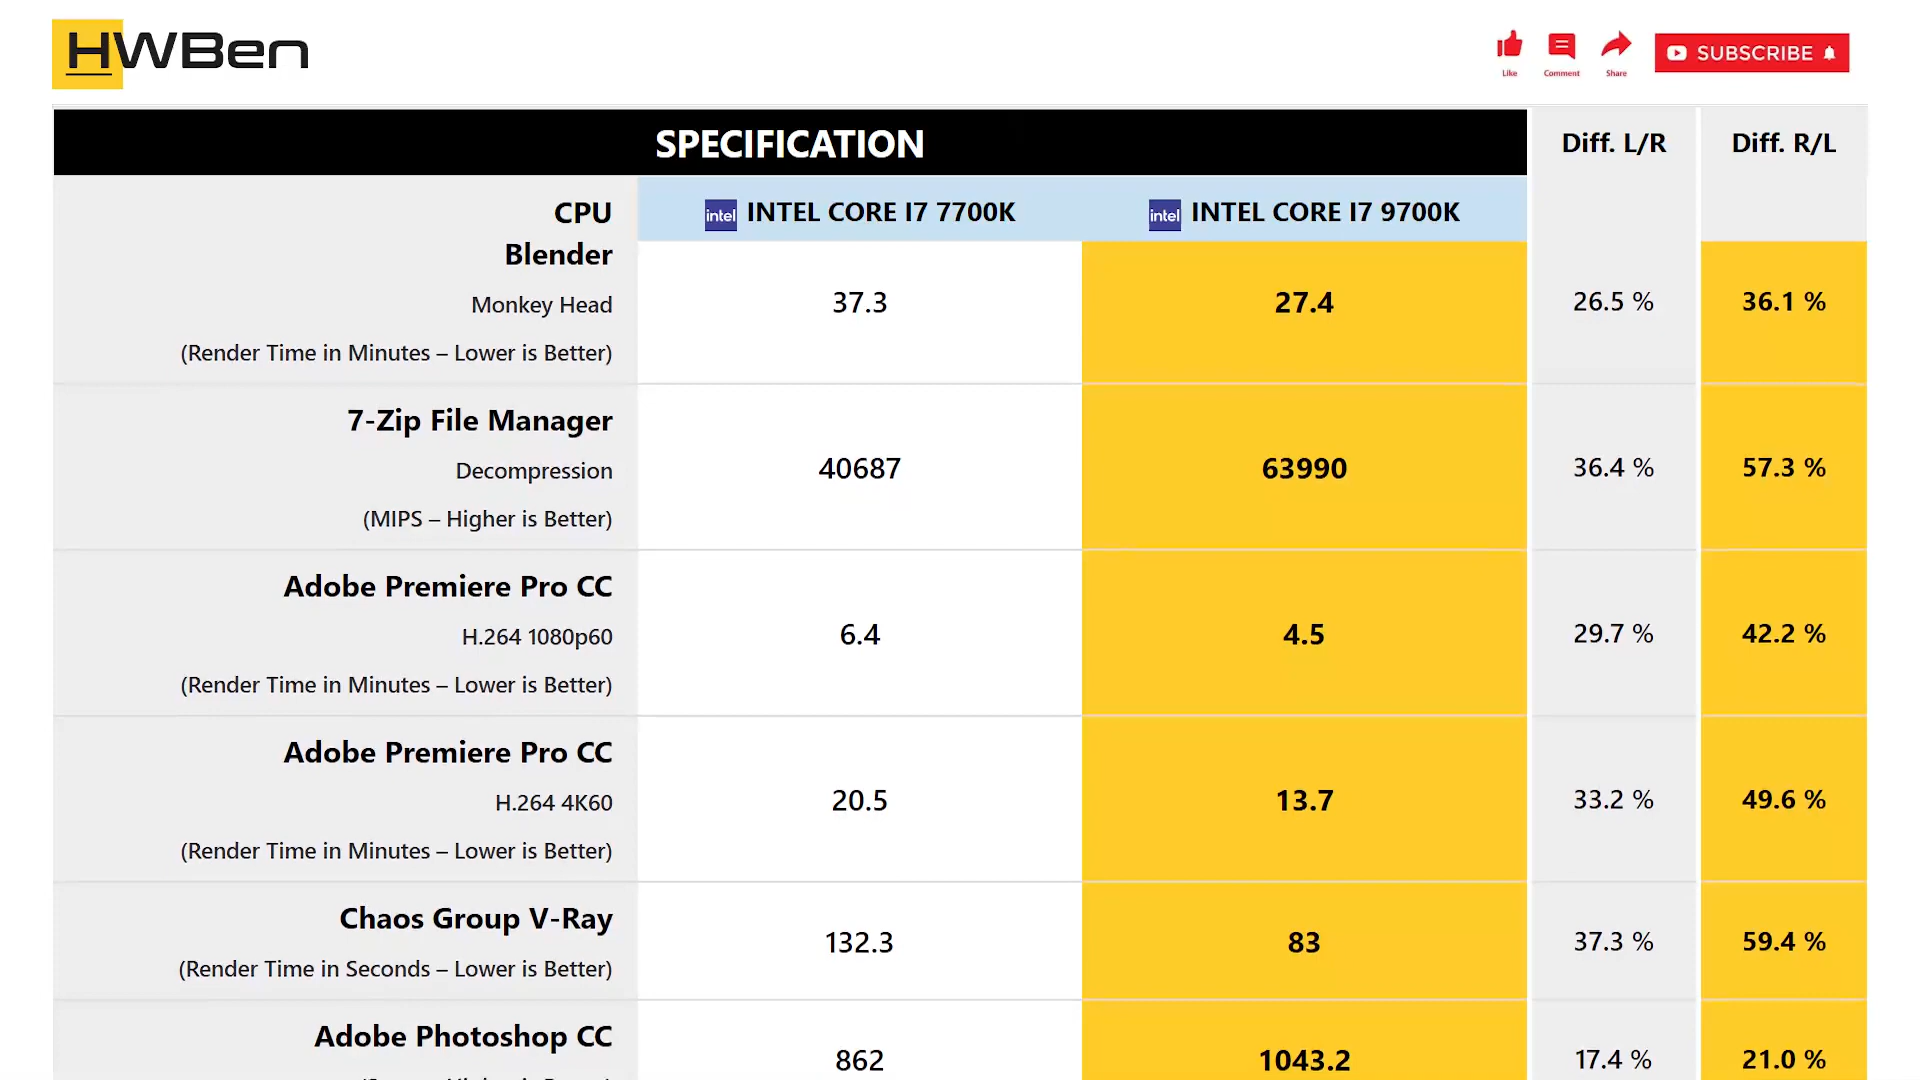 HWBen
Like
Comment
Share
SUBSCRIBE
SPECIFICATION
Diff. L/R
Diff. R/L
CPU
intel INTEL CORE I7 7700K
intel INTEL CORE I7 9700K
Blender
Monkey Head
(Render Time in Minutes – Lower is Better)
37.3
27.4
26.5 %
36.1 %
7-Zip File Manager
Decompression
(MIPS – Higher is Better)
40687
63990
36.4 %
57.3 %
Adobe Premiere Pro CC
H.264 1080p60
(Render Time in Minutes – Lower is Better)
6.4
4.5
29.7 %
42.2 %
Adobe Premiere Pro CC
H.264 4K60
(Render Time in Minutes – Lower is Better)
20.5
13.7
33.2 %
49.6 %
Chaos Group V-Ray
(Render Time in Seconds – Lower is Better)
132.3
83
37.3 %
59.4 %
Adobe Photoshop CC
862
1043.2
17.4 %
21.0 %